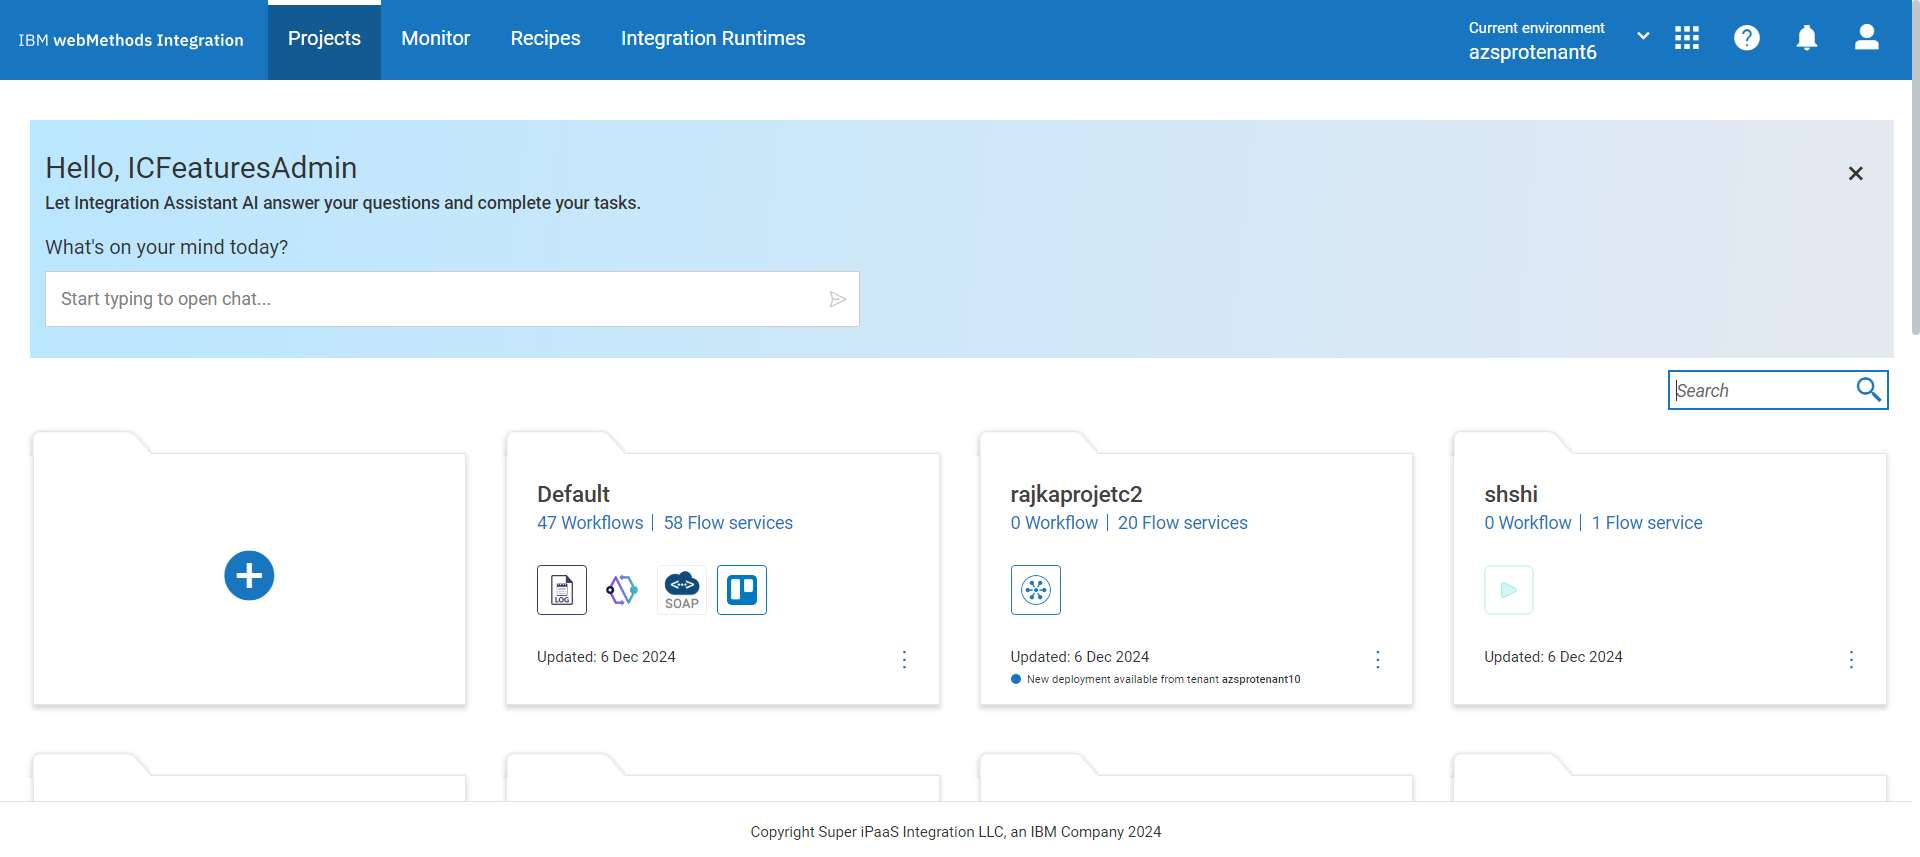 IBM webMethods Integration
Projects
Monitor
Recipes
Integration Runtimes
Current environment
azsprotenant6
Hello, ICFeaturesAdmin
Let Integration Assistant AI answer your questions and complete your tasks.
What's on your mind today?
Start typing to open chat...
Search
Default
47 Workflows | 58 Flow services
LOG
SOAP
Updated: 6 Dec 2024
rajkaprojetc2
0 Workflow | 20 Flow services
Updated: 6 Dec 2024
New deployment available from tenant azsprotenant10
shshi
0 Workflow | 1 Flow service
Updated: 6 Dec 2024
Copyright Super iPaaS Integration LLC, an IBM Company 2024